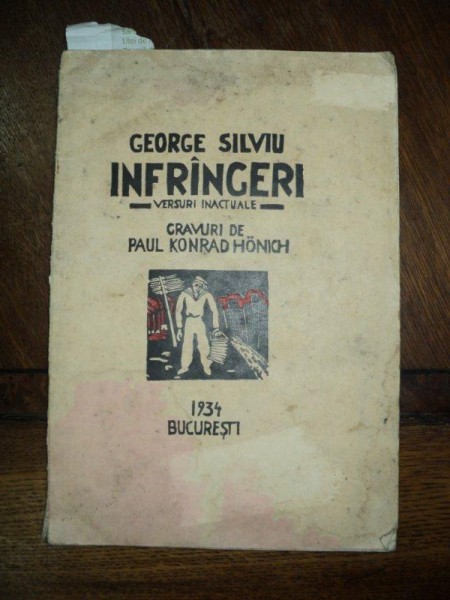 GEORGE SILVIU
INFRÎNGERI
VERSURI INACTUALE
GRAVURI DE
PAUL KONRAD HÖNICH
1934
BUCUREȘTI